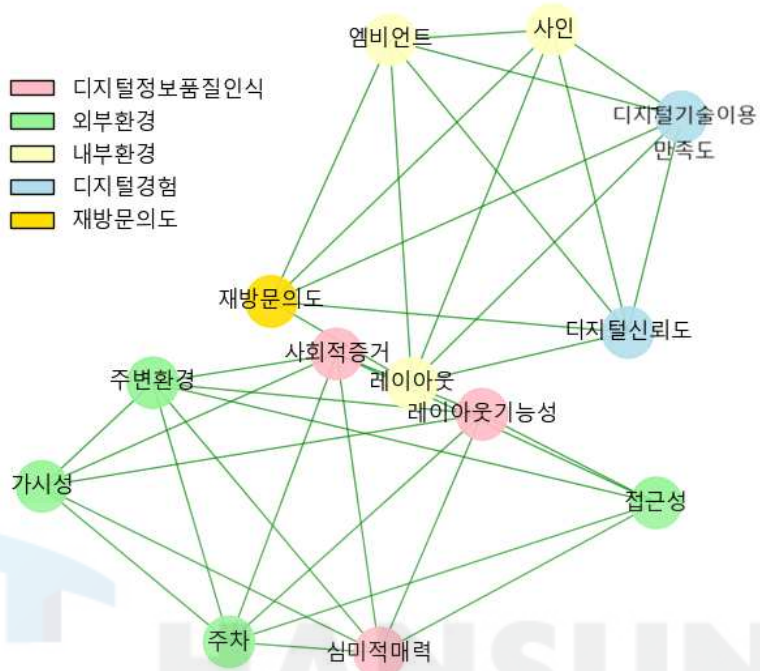 엠비언트
사인
디지털정보품질인식
외부환경
내부환경
디지털경험
재방문의도
디지털기술이용
만족도
재방문의도
디지털신뢰도
사회적증거
주변환경
레이아웃
레이아웃기능성
가시성
접근성
주차
심미적매력
HANSUN